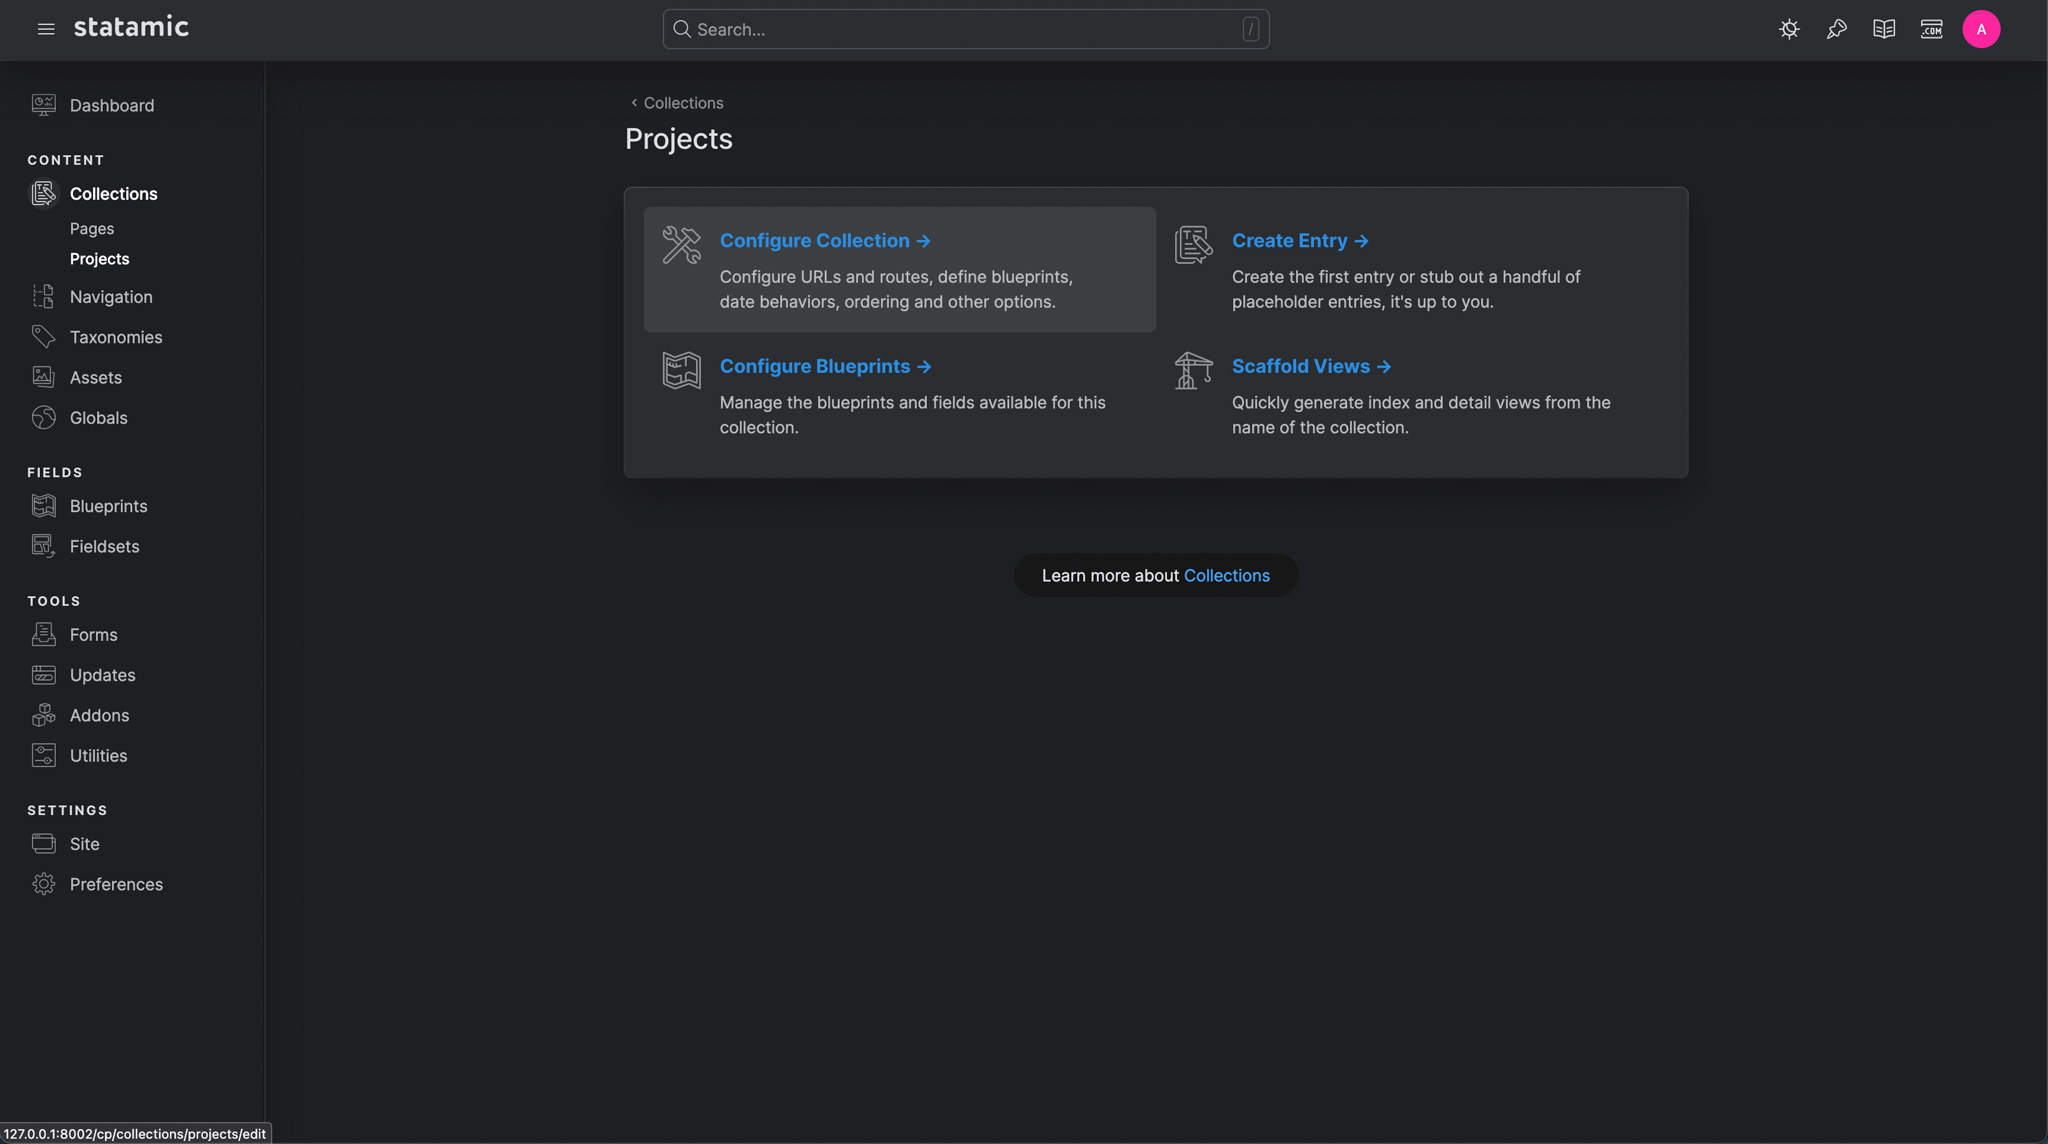 statamic
Search...
/
.COM
A
Dashboard
CONTENT
Collections
Pages
Projects
Navigation
Taxonomies
Assets
Globals
FIELDS
Blueprints
Fieldsets
TOOLS
Forms
Updates
Addons
Utilities
SETTINGS
Site
Preferences
‹ Collections
Projects
Configure Collection →
Configure URLs and routes, define blueprints,
date behaviors, ordering and other options.
Create Entry →
Create the first entry or stub out a handful of
placeholder entries, it's up to you.
Configure Blueprints →
Manage the blueprints and fields available for this
collection.
Scaffold Views →
Quickly generate index and detail views from the
name of the collection.
Learn more about Collections
127.0.0.1:8002/cp/collections/projects/edit